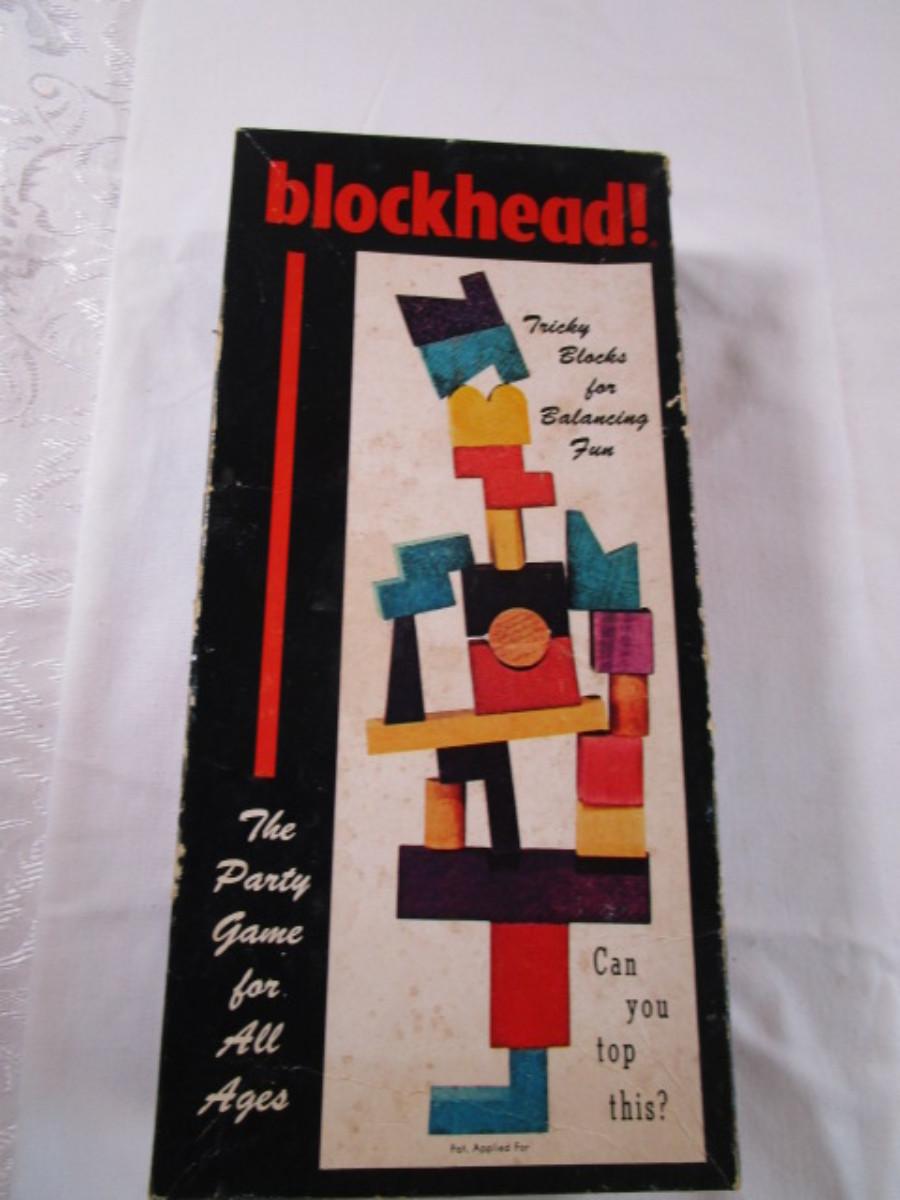 blockhead!
Tricky
Blocks
for
Balancing
Fun
The
Party
Game
for
All
Ages
Can
you
top
this?
Pat. Applied For